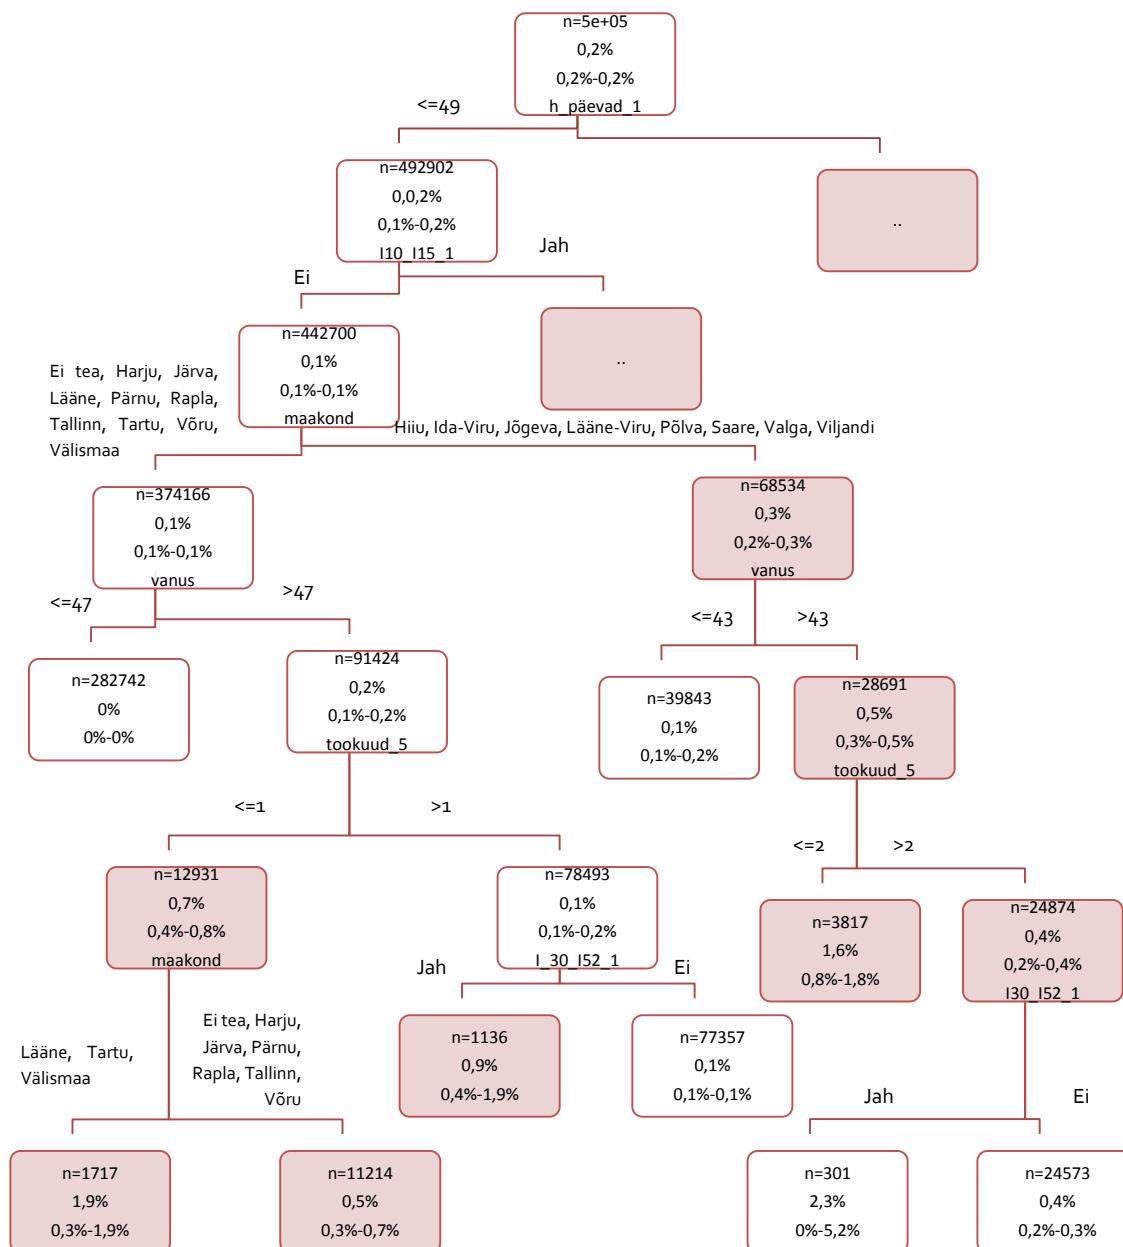 n=5e+05
0,2%
0,2%-0,2%
h_päevad_1
<=49
n=492902
0,0,2%
0,1%-0,2%
I10_I15_1
..
Ei
Jah
n=442700
0,1%
0,1%-0,1%
maakond
..
Ei tea, Harju, Järva,
Lääne, Pärnu, Rapla,
Tallinn, Tartu, Võru,
Välismaa
Hiiu, Ida-Viru, Jõgeva, Lääne-Viru, Põlva, Saare, Valga, Viljandi
n=374166
0,1%
0,1%-0,1%
vanus
n=68534
0,3%
0,2%-0,3%
vanus
<=47
>47
<=43
>43
n=282742
0%
0%-0%
n=91424
0,2%
0,1%-0,2%
tookuud_5
n=39843
0,1%
0,1%-0,2%
n=28691
0,5%
0,3%-0,5%
tookuud_5
<=1
>1
<=2
>2
n=12931
0,7%
0,4%-0,8%
maakond
n=78493
0,1%
0,1%-0,2%
I_30_I52_1
n=3817
1,6%
0,8%-1,8%
n=24874
0,4%
0,2%-0,4%
I30_I52_1
Lääne, Tartu,
Välismaa
Ei tea, Harju,
Järva, Pärnu,
Rapla, Tallinn,
Võru
Jah
Ei
n=1136
0,9%
0,4%-1,9%
n=77357
0,1%
0,1%-0,1%
Jah
Ei
n=1717
1,9%
0,3%-1,9%
n=11214
0,5%
0,3%-0,7%
n=301
2,3%
0%-5,2%
n=24573
0,4%
0,2%-0,3%